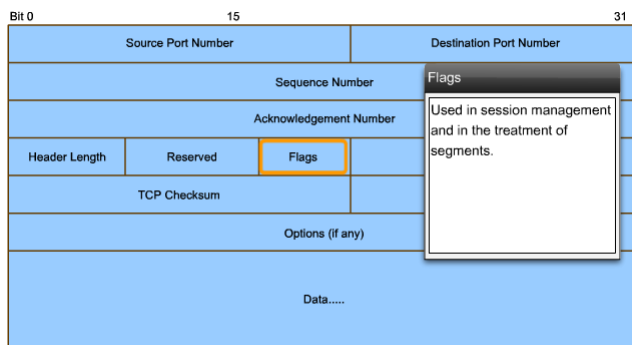 Bit 0 15 31
Source Port Number Destination Port Number
Sequence Number
Flags
Acknowledgement Number
Used in session management
and in the treatment of
segments.
Header Length Reserved Flags
TCP Checksum
Options (if any)
Data.....